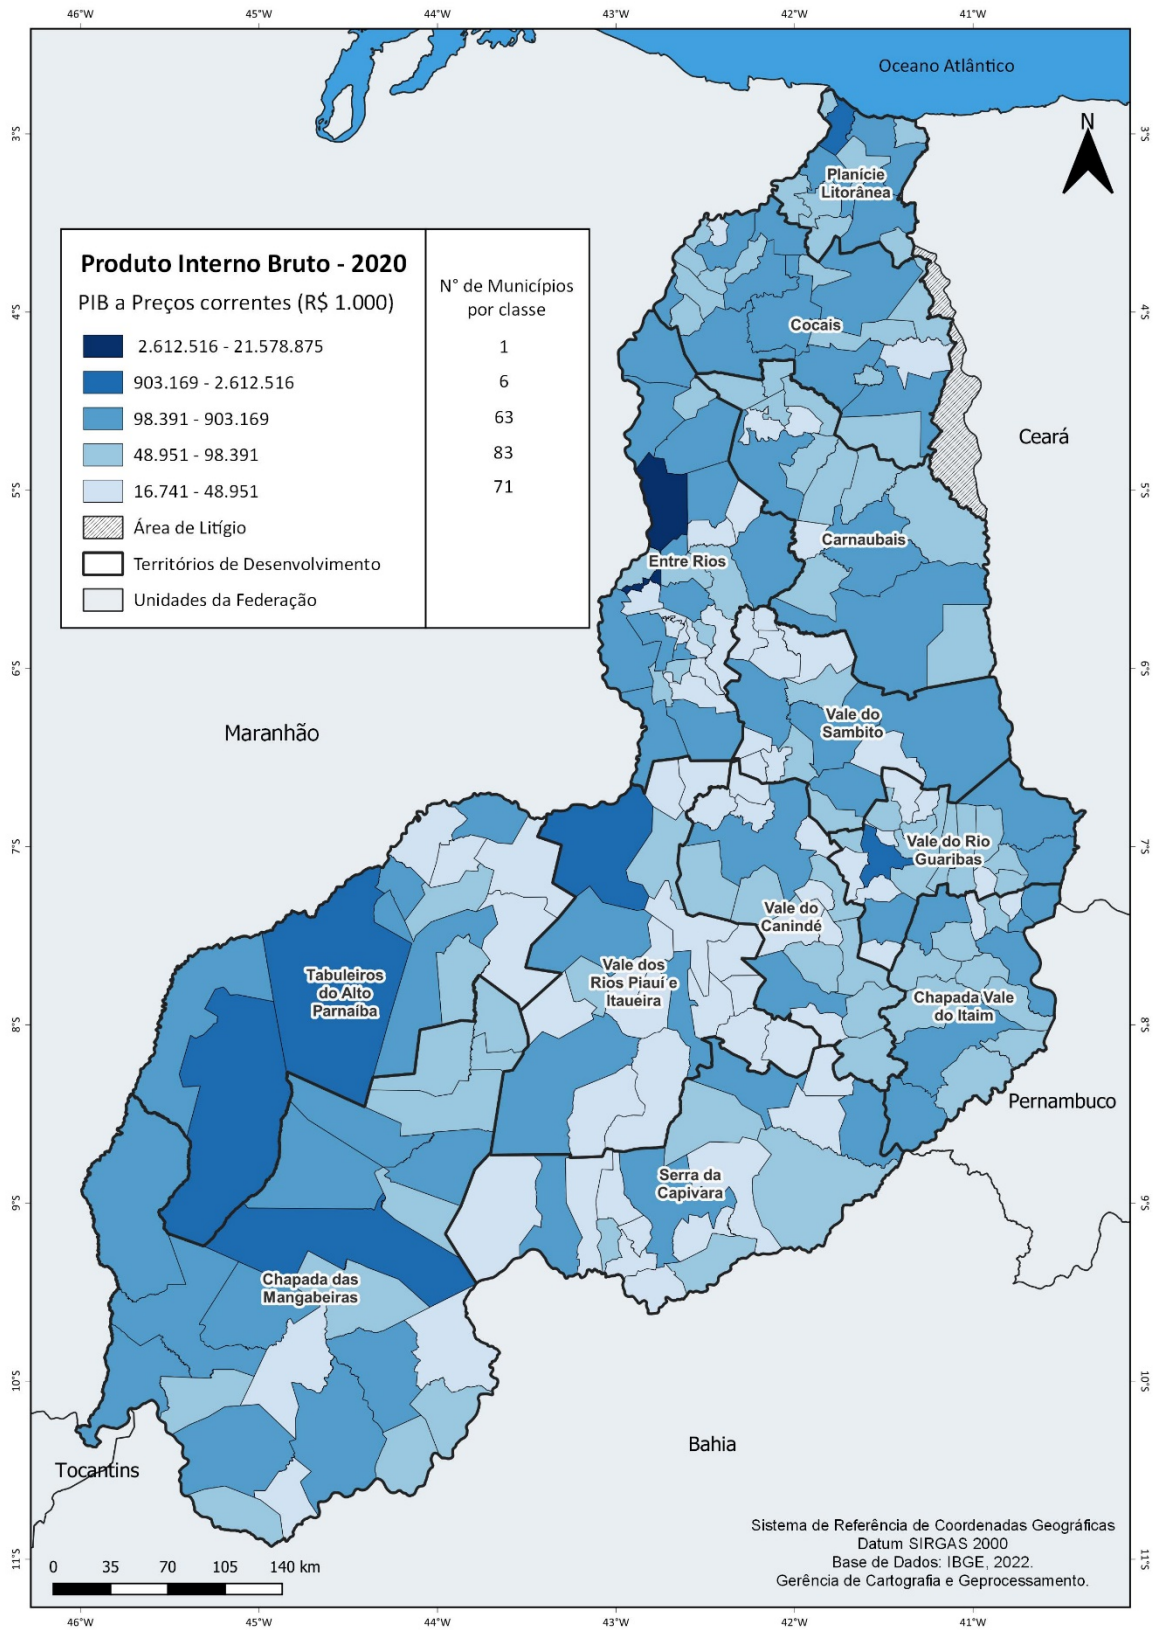 46°W 45°W 44°W 43°W 42°W 41°W
Oceano Atlântico
N
3°S 3°S
Planície
Litorânea
Produto Interno Bruto - 2020
PIB a Preços correntes (R$ 1.000)
N° de Municípios
por classe
2.612.516 - 21.578.875 1
903.169 - 2.612.516 6
98.391 - 903.169 63
48.951 - 98.391 83
16.741 - 48.951 71
Área de Litígio
Territórios de Desenvolvimento
Unidades da Federação
4°S 4°S
Cocais
Ceará
5°S 5°S
Carnaubais
Entre Rios
6°S 6°S
Maranhão
Vale do
Sambito
7°S 7°S
Vale do Rio
Guaribas
Vale do
Canindé
Tabuleiros
do Alto
Parnaíba
Vale dos
Rios Piauí e
Itaueira
Chapada Vale
do Itaim
8°S 8°S
Pernambuco
Serra da
Capivara
9°S 9°S
Chapada das
Mangabeiras
10°S 10°S
Bahia
Tocantins
Sistema de Referência de Coordenadas Geográficas
Datum SIRGAS 2000
Base de Dados: IBGE, 2022.
Gerência de Cartografia e Geprocessamento.
11°S 11°S
0 35 70 105 140 km
46°W 45°W 44°W 43°W 42°W 41°W